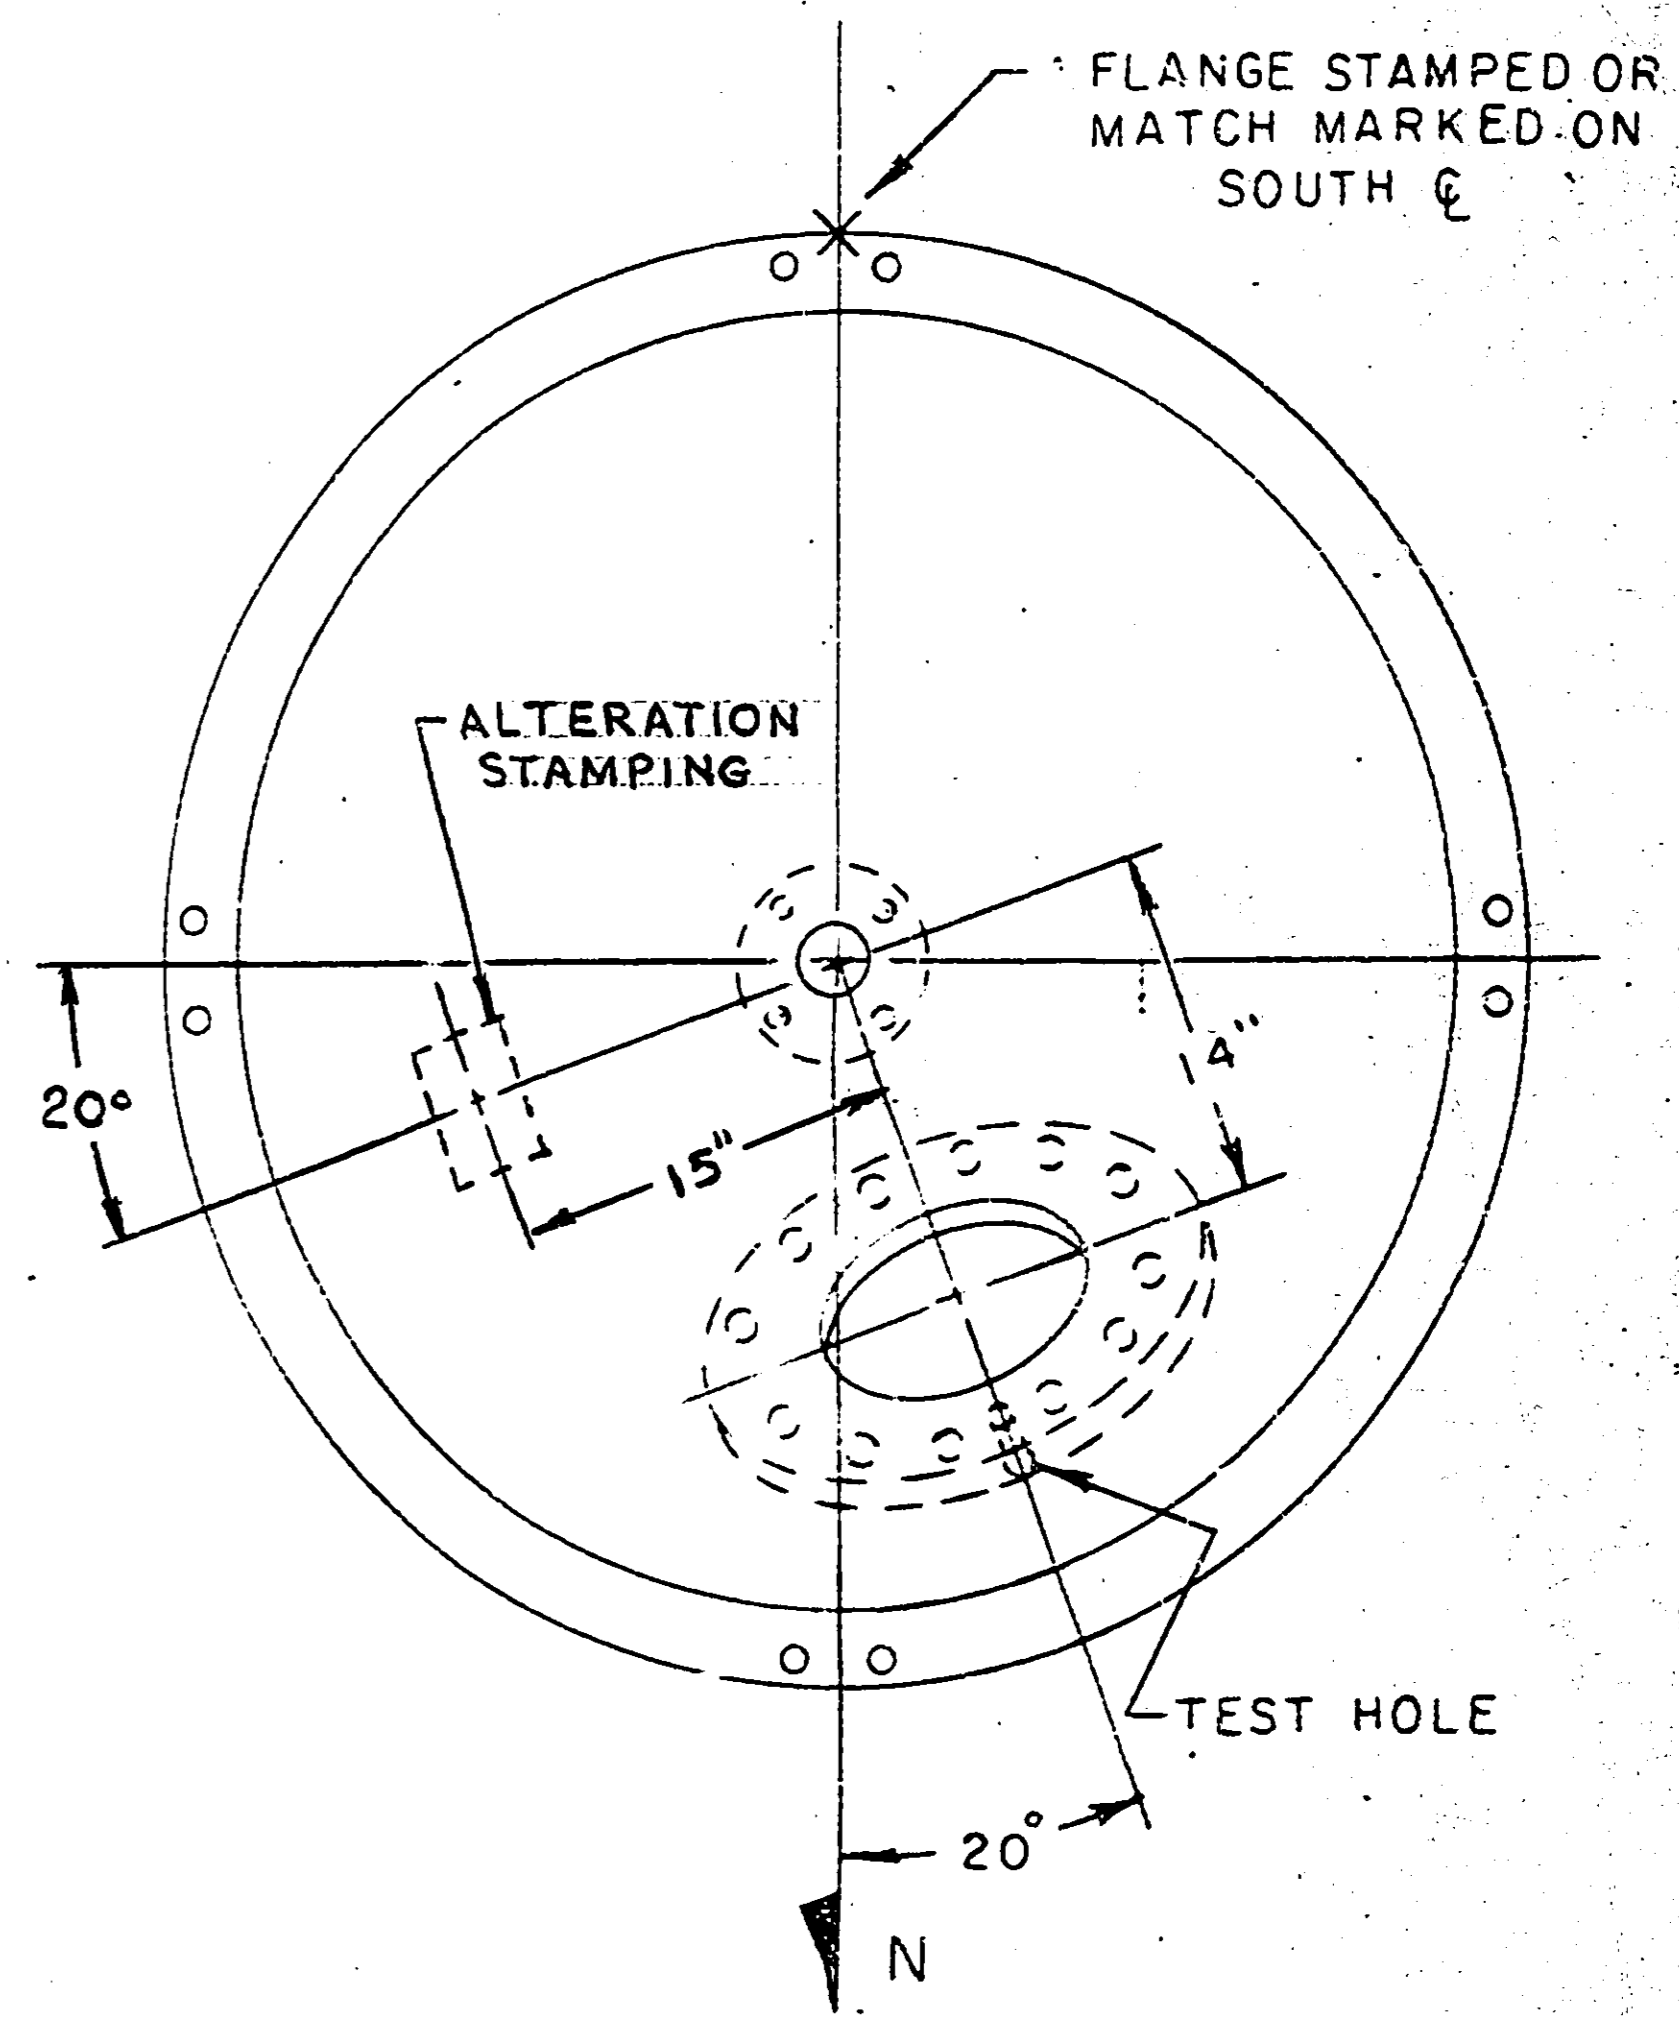 FLANGE STAMPED OR
MATCH MARKED ON
SOUTH ℄
ALTERATION
STAMPING
20°
15"
4"
TEST HOLE
20°
N